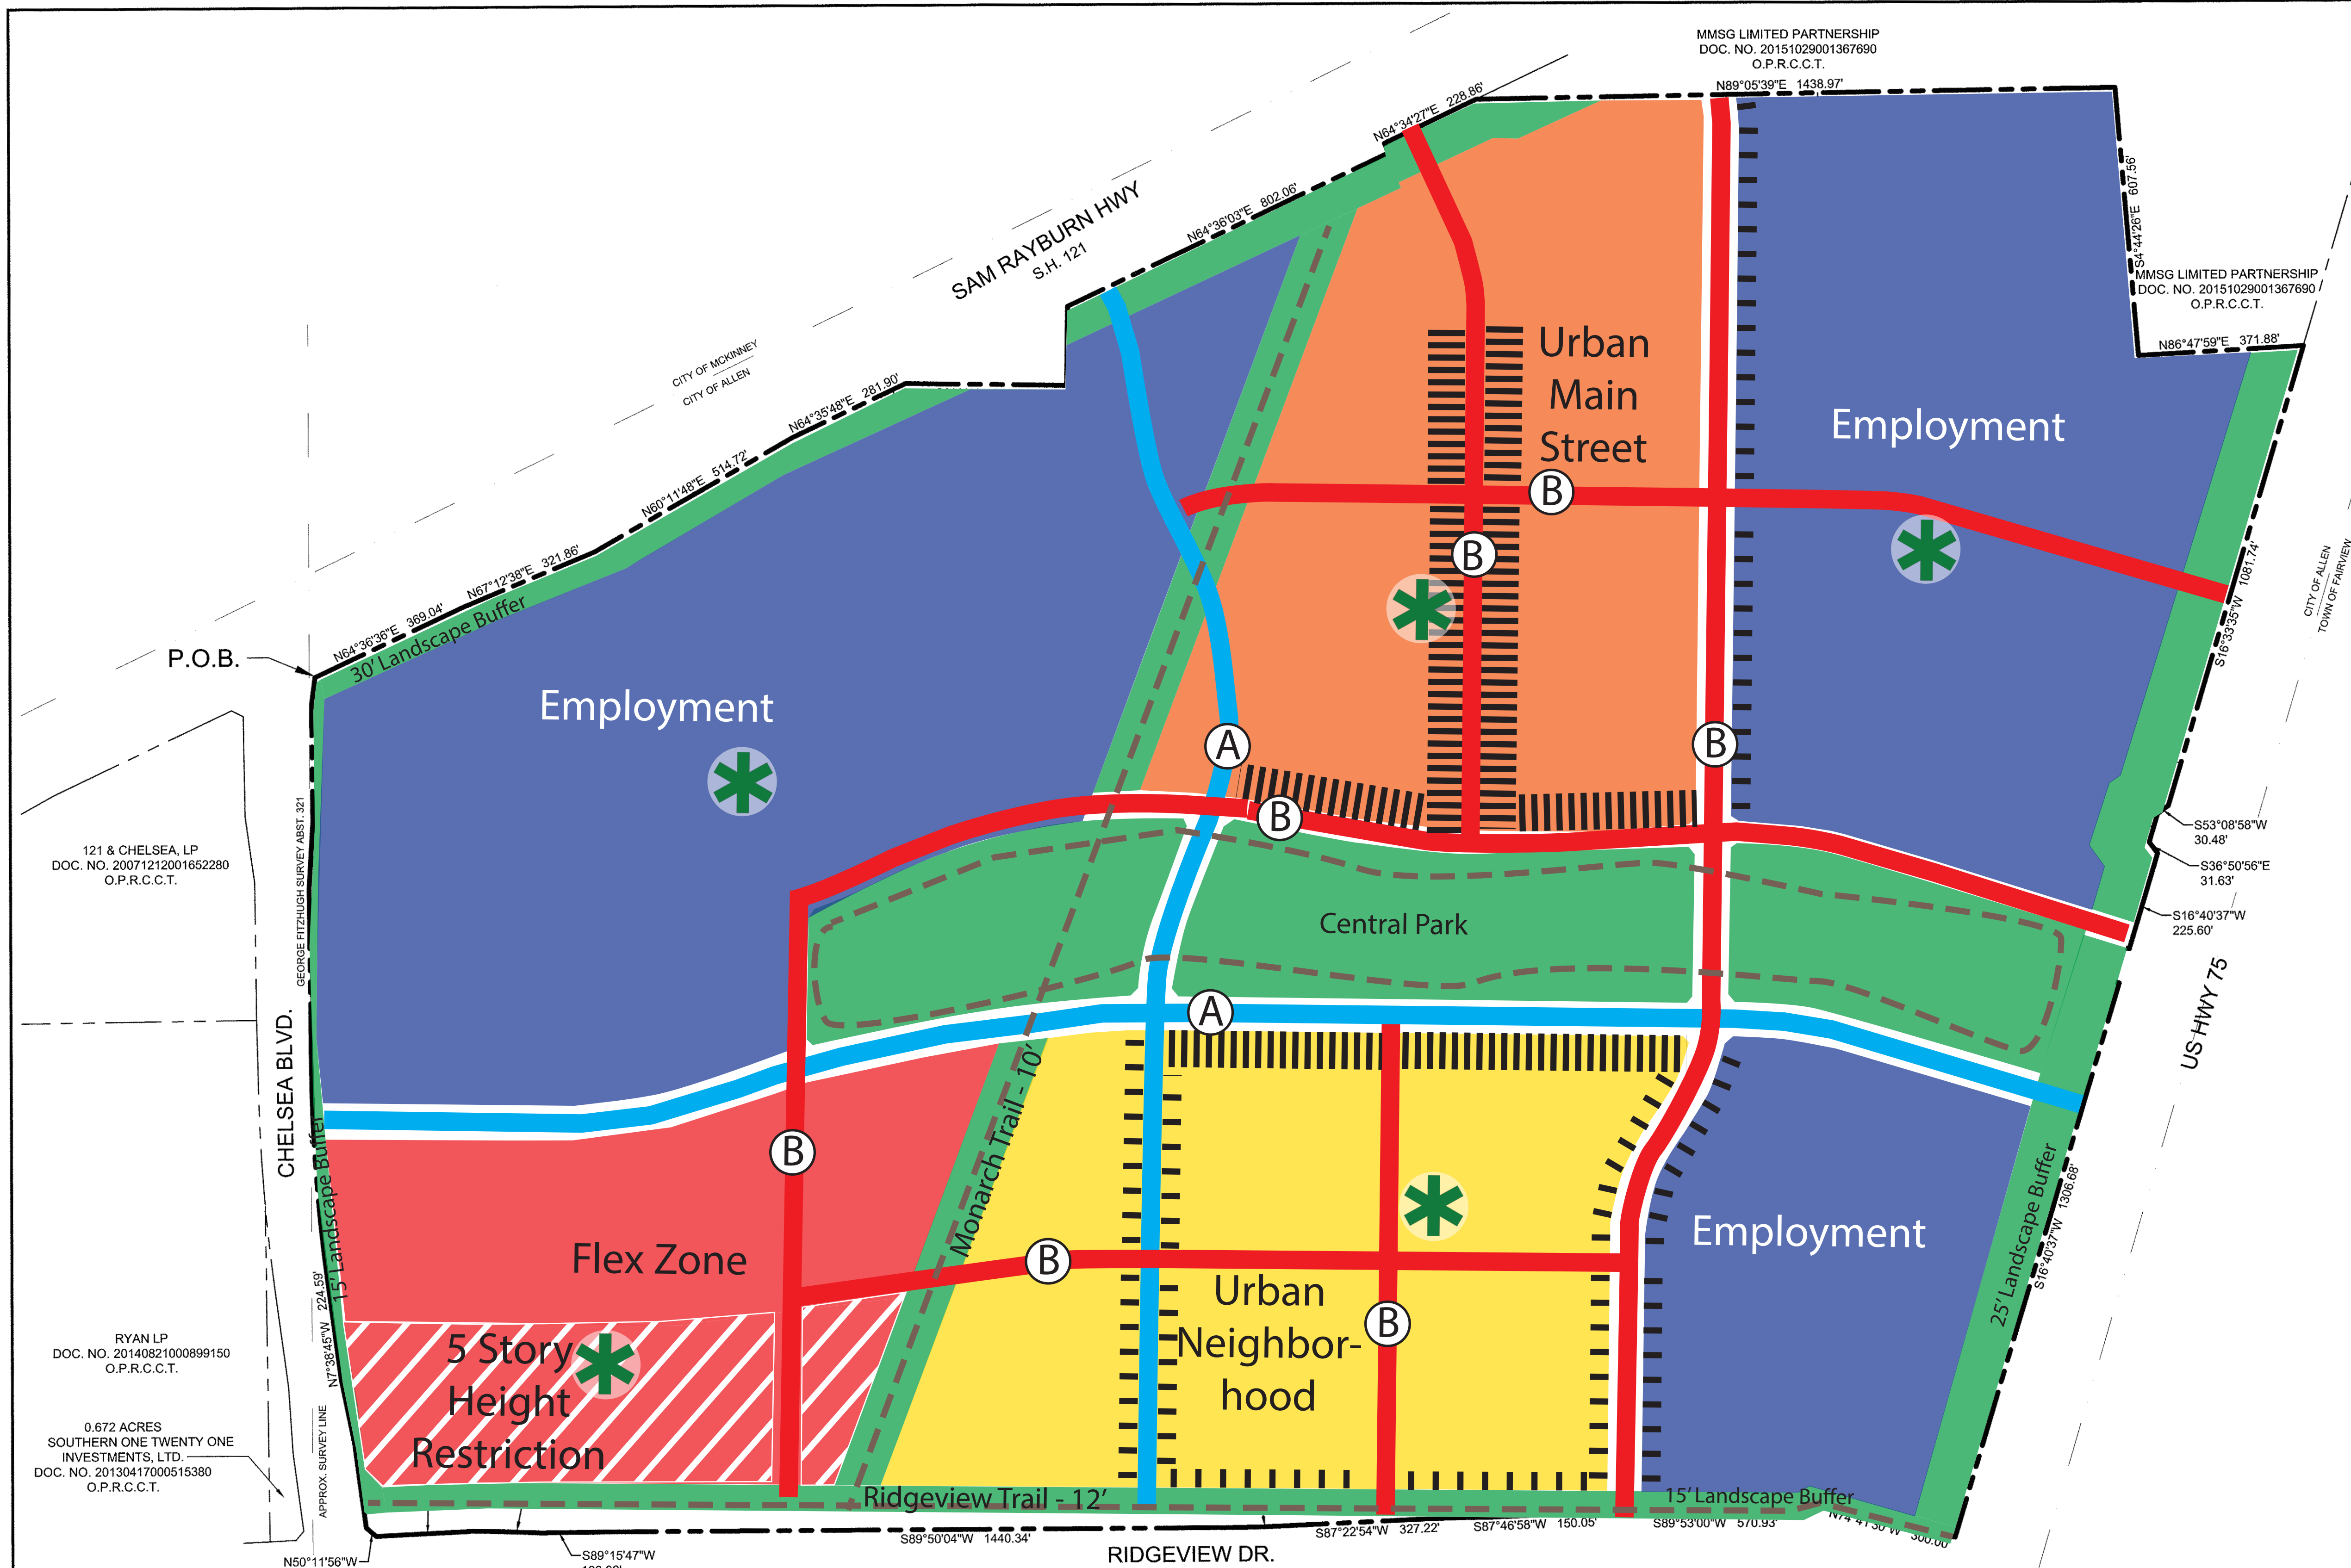 MMSG LIMITED PARTNERSHIP
DOC. NO. 20151029001367690
O.P.R.C.C.T.
N89°05'39"E 1438.97'
N64°34'27"E 228.86'
N64°36'03"E 802.06'
SAM RAYBURN HWY
S.H. 121
S4°44'26"E 607.56'
MMSG LIMITED PARTNERSHIP
DOC. NO. 20151029001367690
O.P.R.C.C.T.
N86°47'59"E 371.88'
CITY OF MCKINNEY
CITY OF ALLEN
N64°35'48"E 281.90'
N60°11'48"E 514.72'
N67°12'38"E 321.86'
N64°36'36"E 369.04'
30' Landscape Buffer
P.O.B.
Urban
Main
Street
Employment
B
B
CITY OF ALLEN
TOWN OF FAIRVIEW
S16°33'35"W 1081.74'
Employment
A
B
B
S53°08'58"W
30.48'
S36°50'56"E
31.63'
S16°40'37"W
225.60'
121 & CHELSEA, LP
DOC. NO. 20071212001652280
O.P.R.C.C.T.
GEORGE FITZHUGH SURVEY ABST. 321
Central Park
A
US HWY 75
CHELSEA BLVD.
15' Landscape Buffer
B
Monarch Trail - 10'
Flex Zone
B
Urban
Neighbor-
hood
B
Employment
25' Landscape Buffer
S16°40'37"W 1306.68'
N7°38'45"W 224.59'
5 Story
Height
Restriction
RYAN LP
DOC. NO. 20140821000899150
O.P.R.C.C.T.
0.672 ACRES
SOUTHERN ONE TWENTY ONE
INVESTMENTS, LTD.
DOC. NO. 20130417000515380
O.P.R.C.C.T.
APPROX. SURVEY LINE
Ridgeview Trail - 12'
15' Landscape Buffer
N50°11'56"W
S89°15'47"W
S89°50'04"W 1440.34'
S87°22'54"W 327.22'
S87°46'58"W 150.05'
S89°53'00"W 570.93'
300.00'
RIDGEVIEW DR.